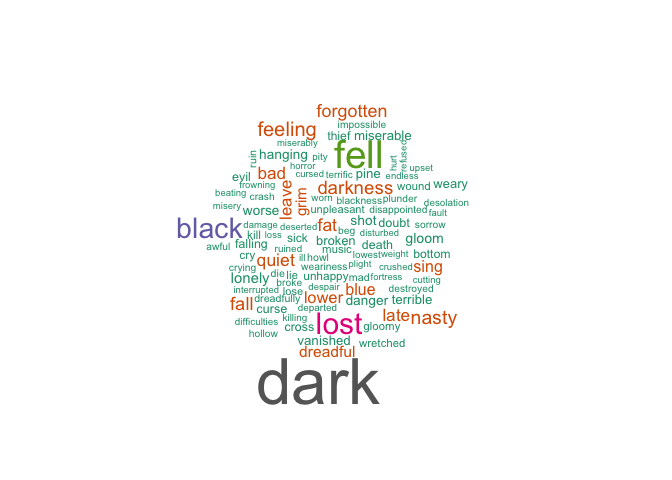 forgotten
impossible
feeling
thief miserable
miserably
fell
ruin
hanging
horror
pity
hurt
refused
bad
cursed
terrific
pine
endless
upset
evil
frowning
leave
grim
darkness
wound
weary
beating
crash
worn
blackness
plunder
desolation
misery
worse
unpleasant
disappointed
fault
black
damage
deserted
fat
shot
doubt
sorrow
beg
disturbed
awful
falling
kill
loss
sick
broken
death
gloom
ruined
music
cry
quiet
ill
howl
lowest
weight
bottom
crying
weariness
plight
crushed
sing
lonely
die
lie
unhappy
mad
fortress
cutting
broke
despair
interrupted
lose
blue
destroyed
fall
dreadfully
lower
danger
terrible
curse
departed
difficulties
killing
lost
late
nasty
cross
gloomy
hollow
vanished
wretched
dreadful
dark